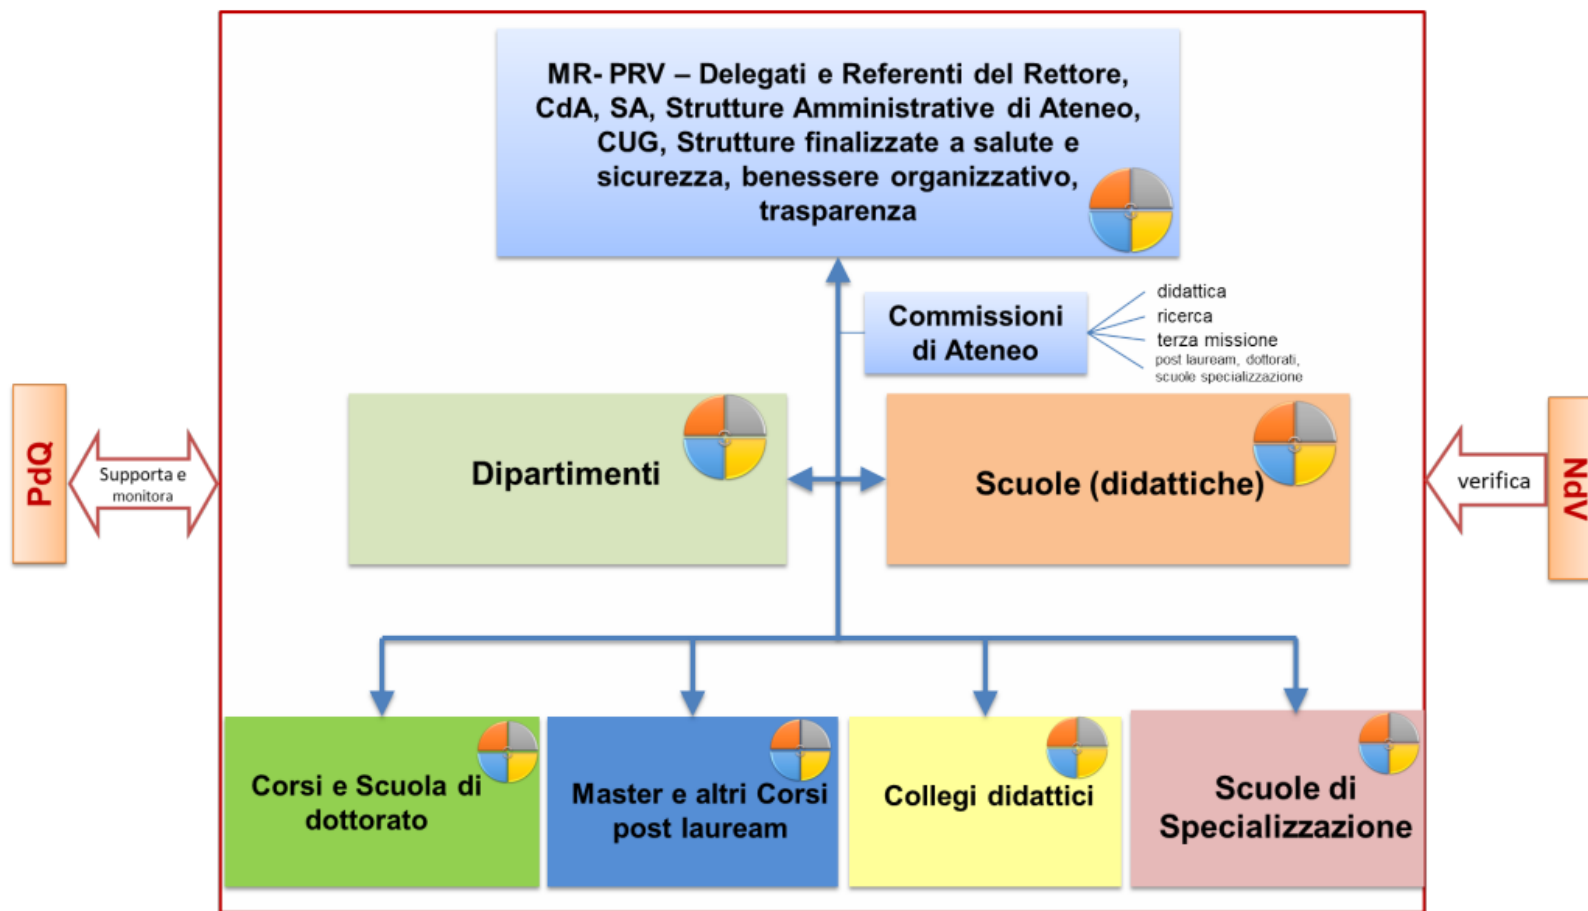 MR- PRV – Delegati e Referenti del Rettore,
CdA, SA, Strutture Amministrative di Ateneo,
CUG, Strutture finalizzate a salute e
sicurezza, benessere organizzativo,
trasparenza
Commissioni
di Ateneo
didattica
ricerca
terza missione
post lauream, dottorati,
scuole specializzazione
PdQ
Supporta e
monitora
Dipartimenti
Scuole (didattiche)
verifica
NdV
Corsi e Scuola di
dottorato
Master e altri Corsi
post lauream
Collegi didattici
Scuole di
Specializzazione